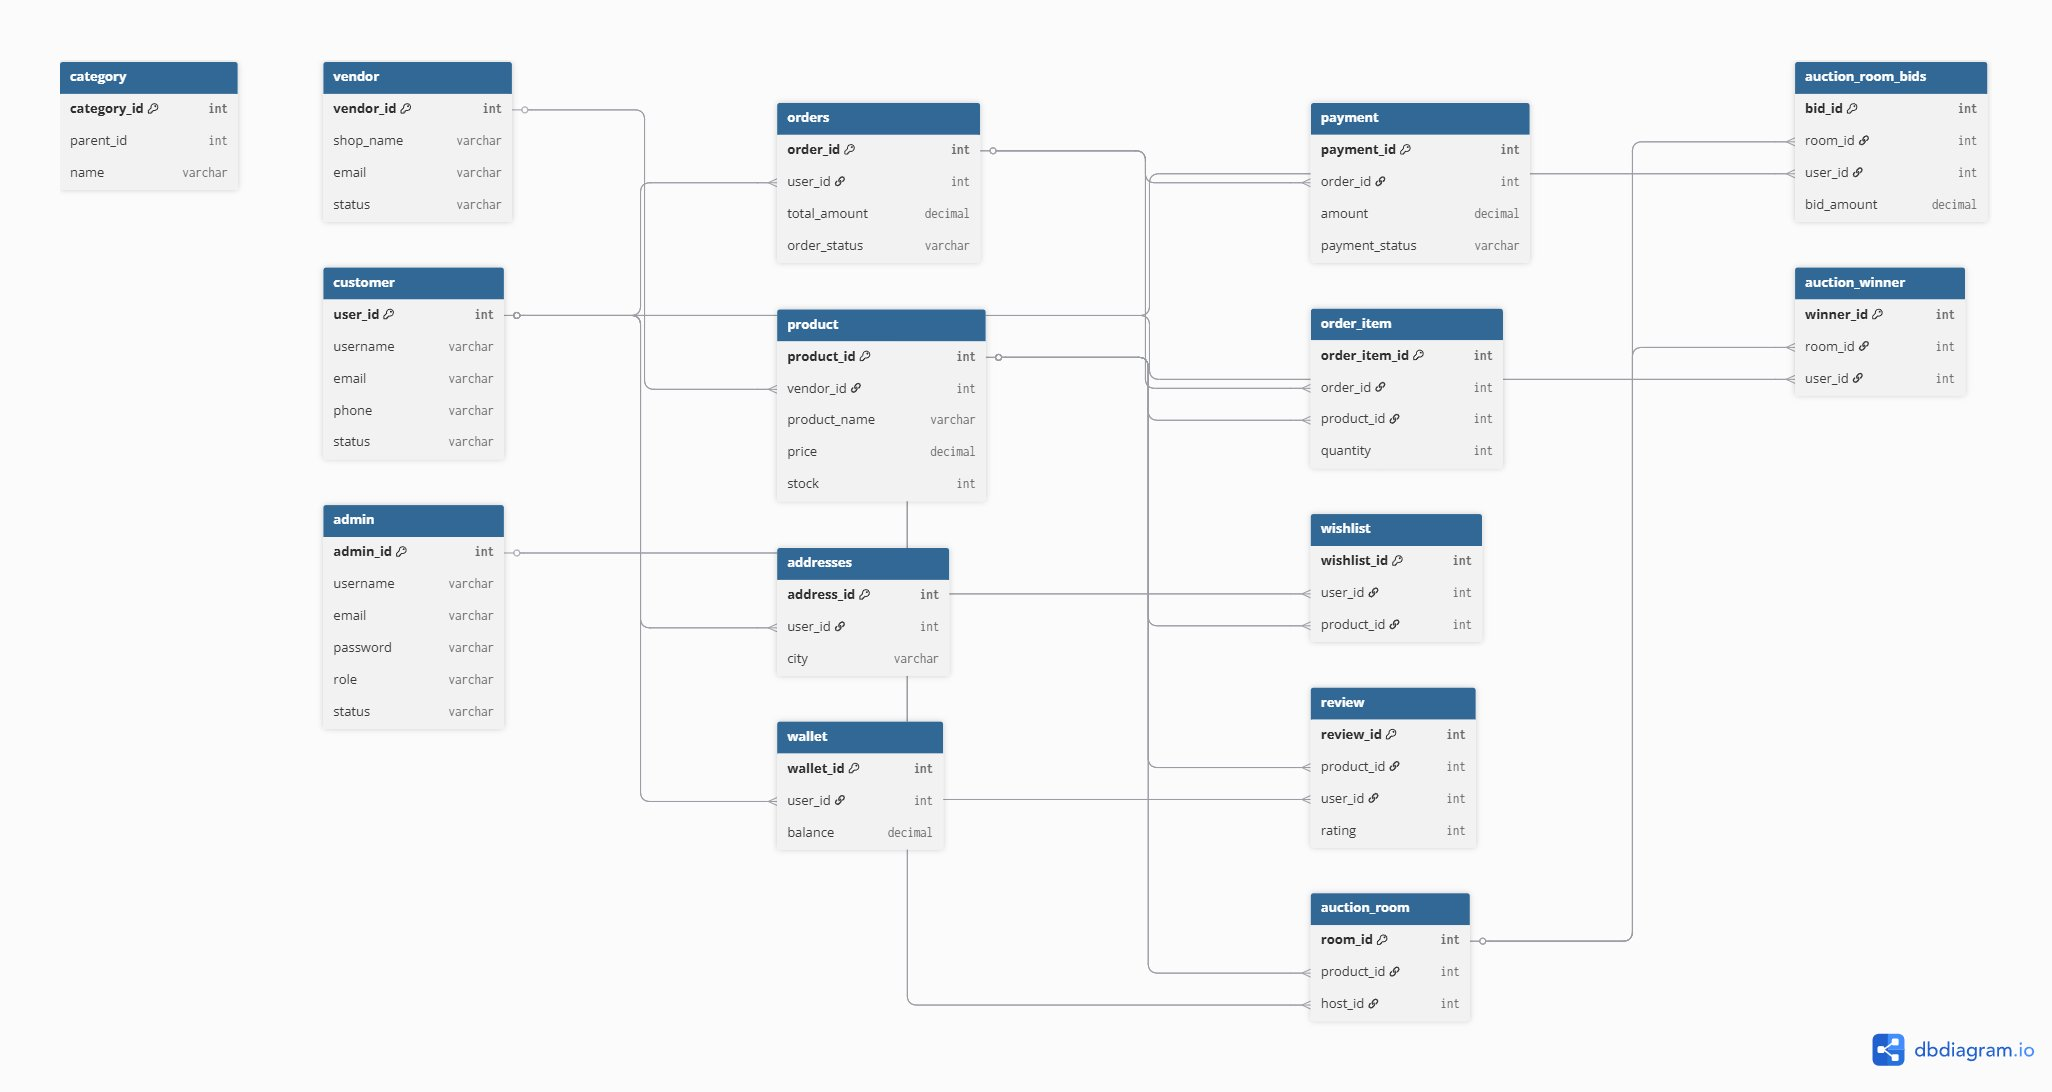 category
category_id int
parent_id int
name varchar
vendor
vendor_id int
shop_name varchar
email varchar
status varchar
customer
user_id int
username varchar
email varchar
phone varchar
status varchar
admin
admin_id int
username varchar
email varchar
password varchar
role varchar
status varchar
orders
order_id int
user_id int
total_amount decimal
order_status varchar
product
product_id int
vendor_id int
product_name varchar
price decimal
stock int
addresses
address_id int
user_id int
city varchar
wallet
wallet_id int
user_id int
balance decimal
payment
payment_id int
order_id int
amount decimal
payment_status varchar
order_item
order_item_id int
order_id int
product_id int
quantity int
wishlist
wishlist_id int
user_id int
product_id int
review
review_id int
product_id int
user_id int
rating int
auction_room
room_id int
product_id int
host_id int
auction_room_bids
bid_id int
room_id int
user_id int
bid_amount decimal
auction_winner
winner_id int
room_id int
user_id int
dbdiagram.io